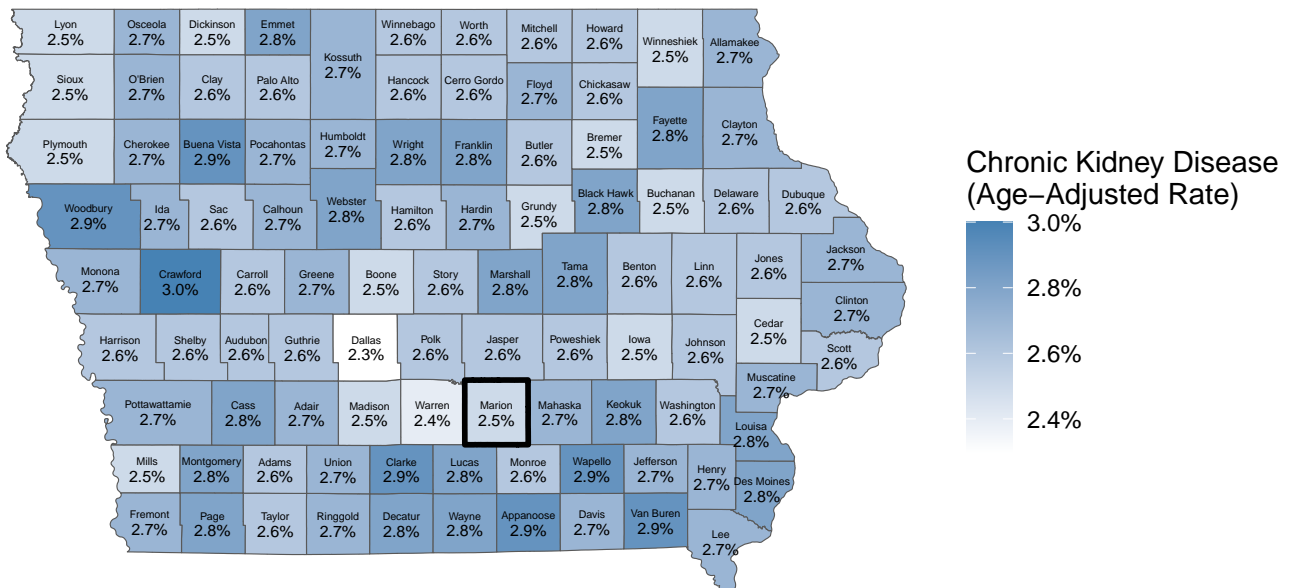 Lyon
2.5%
Osceola
2.7%
Dickinson
2.5%
Emmet
2.8%
Kossuth
2.7%
Winnebago
2.6%
Worth
2.6%
Mitchell
2.6%
Howard
2.6%
Winneshiek
2.5%
Allamakee
2.7%
Sioux
2.5%
O'Brien
2.7%
Clay
2.6%
Palo Alto
2.6%
Hancock
2.6%
Cerro Gordo
2.6%
Floyd
2.7%
Chickasaw
2.6%
Fayette
2.8%
Clayton
2.7%
Plymouth
2.5%
Cherokee
2.7%
Buena Vista
2.9%
Pocahontas
2.7%
Humboldt
2.7%
Wright
2.8%
Franklin
2.8%
Butler
2.6%
Bremer
2.5%
Woodbury
2.9%
Ida
2.7%
Sac
2.6%
Calhoun
2.7%
Webster
2.8%
Hamilton
2.6%
Hardin
2.7%
Grundy
2.5%
Black Hawk
2.8%
Buchanan
2.5%
Delaware
2.6%
Dubuque
2.6%
Monona
2.7%
Crawford
3.0%
Carroll
2.6%
Greene
2.7%
Boone
2.5%
Story
2.6%
Marshall
2.8%
Tama
2.8%
Benton
2.6%
Linn
2.6%
Jones
2.6%
Jackson
2.7%
Clinton
2.7%
Harrison
2.6%
Shelby
2.6%
Audubon
2.6%
Guthrie
2.6%
Dallas
2.3%
Polk
2.6%
Jasper
2.6%
Poweshiek
2.6%
Iowa
2.5%
Johnson
2.6%
Cedar
2.5%
Scott
2.6%
Muscatine
2.7%
Pottawattamie
2.7%
Cass
2.8%
Adair
2.7%
Madison
2.5%
Warren
2.4%
Marion
2.5%
Mahaska
2.7%
Keokuk
2.8%
Washington
2.6%
Louisa
2.8%
Mills
2.5%
Montgomery
2.8%
Adams
2.6%
Union
2.7%
Clarke
2.9%
Lucas
2.8%
Monroe
2.6%
Wapello
2.9%
Jefferson
2.7%
Henry
2.7%
Des Moines
2.8%
Fremont
2.7%
Page
2.8%
Taylor
2.6%
Ringgold
2.7%
Decatur
2.8%
Wayne
2.8%
Appanoose
2.9%
Davis
2.7%
Van Buren
2.9%
Lee
2.7%
Chronic Kidney Disease
(Age−Adjusted Rate)
3.0%
2.8%
2.6%
2.4%